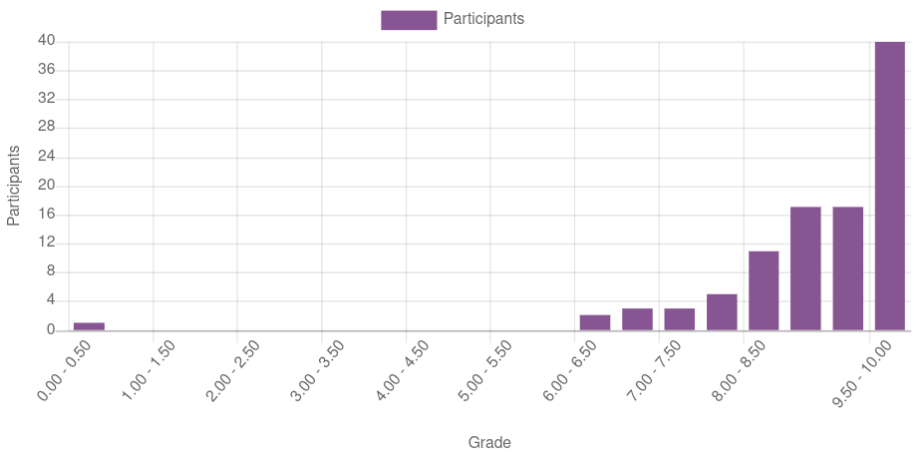 Participants
40
36
32
28
24
20
16
12
8
4
0
Participants
0.00 - 0.50
1.00 - 1.50
2.00 - 2.50
3.00 - 3.50
4.00 - 4.50
5.00 - 5.50
6.00 - 6.50
7.00 - 7.50
8.00 - 8.50
9.50 - 10.00
Grade